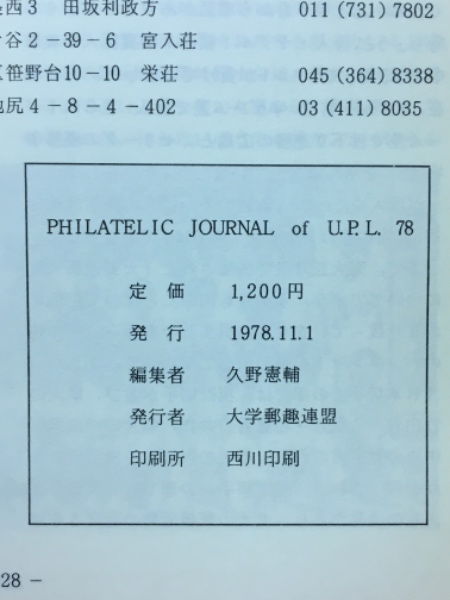 西3 田坂利政方 011(731)7802
谷2-39-6 宮入荘
笹野台10-10 栄荘 045(364)8338
尻4-8-4-402 03(411)8035
PHILATELIC JOURNAL of U.P.L. 78
定価 1,200円
発行 1978.11.1
編集者 久野憲輔
発行者 大学郵趣連盟
印刷所 西川印刷
28 -